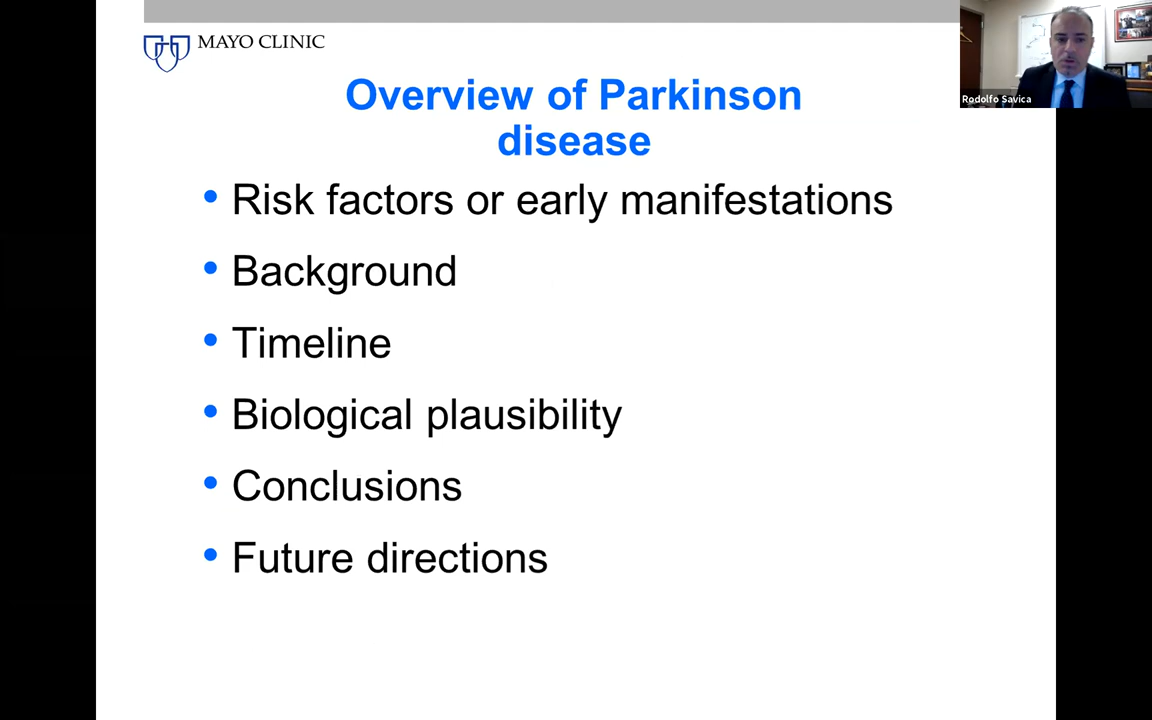 MAYO CLINIC
Rodolfo Savica
Overview of Parkinson
disease
• Risk factors or early manifestations
• Background
• Timeline
• Biological plausibility
• Conclusions
• Future directions